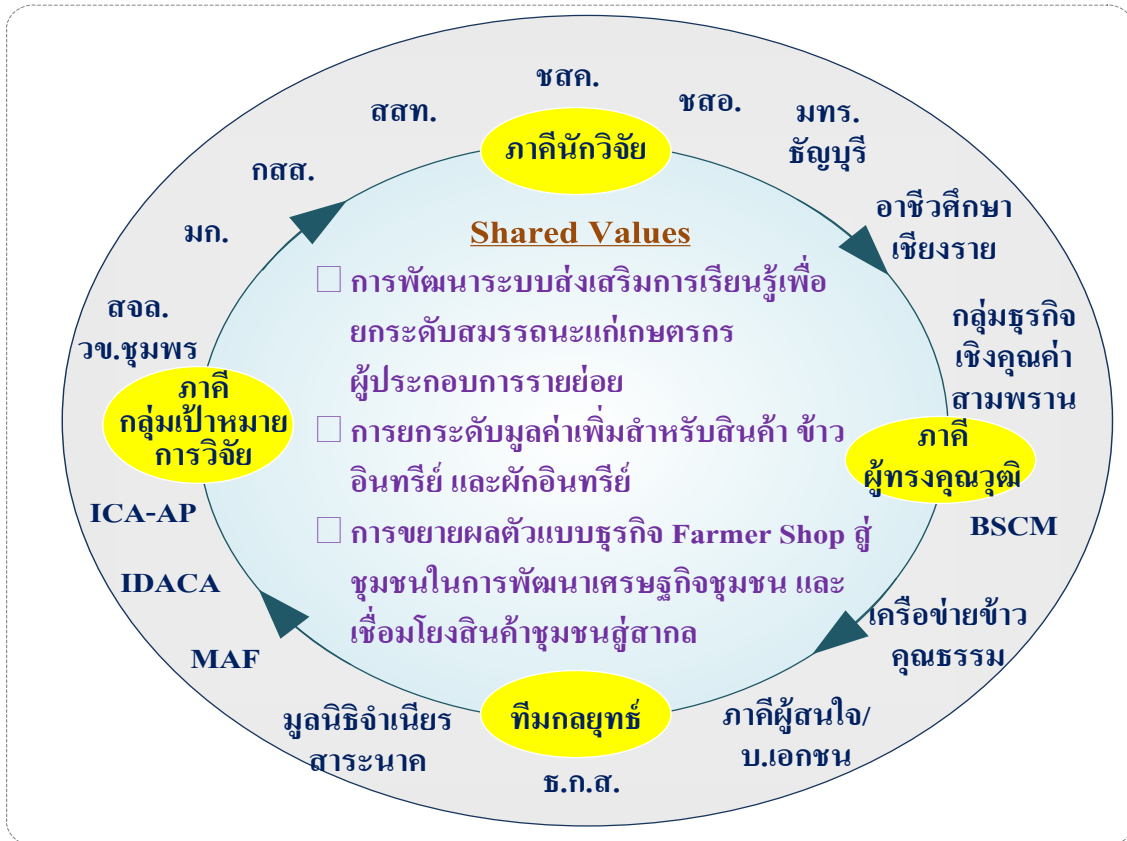 ชสค.
สสท.
ชสอ.
มทร.
ธัญบุรี
กสส.
ภาคีนักวิจัย
มก.
อาชีวศึกษา
เชียงราย
สจล.
วข.ชุมพร
กลุ่มธุรกิจ
เชิงคุณค่า
สามพราน
Shared Values
□ การพัฒนาระบบส่งเสริมการเรียนรู้เพื่อ
ยกระดับสมรรถนะแก่เกษตรกร
ผู้ประกอบการรายย่อย
□ การยกระดับมูลค่าเพิ่มสำหรับสินค้า ข้าว
อินทรีย์ และผักอินทรีย์
□ การขยายผลตัวแบบธุรกิจ Farmer Shop สู่
ชุมชนในการพัฒนาเศรษฐกิจชุมชน และ
เชื่อมโยงสินค้าชุมชนสู่สากล
ภาคี
กลุ่มเป้าหมาย
การวิจัย
ภาคี
ผู้ทรงคุณวุฒิ
ICA-AP
BSCM
IDACA
เครือข่ายข้าว
คุณธรรม
MAF
มูลนิธิจำเนียร
สาระนาค
ทีมกลยุทธ์
ภาคีผู้สนใจ/
บ.เอกชน
ธ.ก.ส.